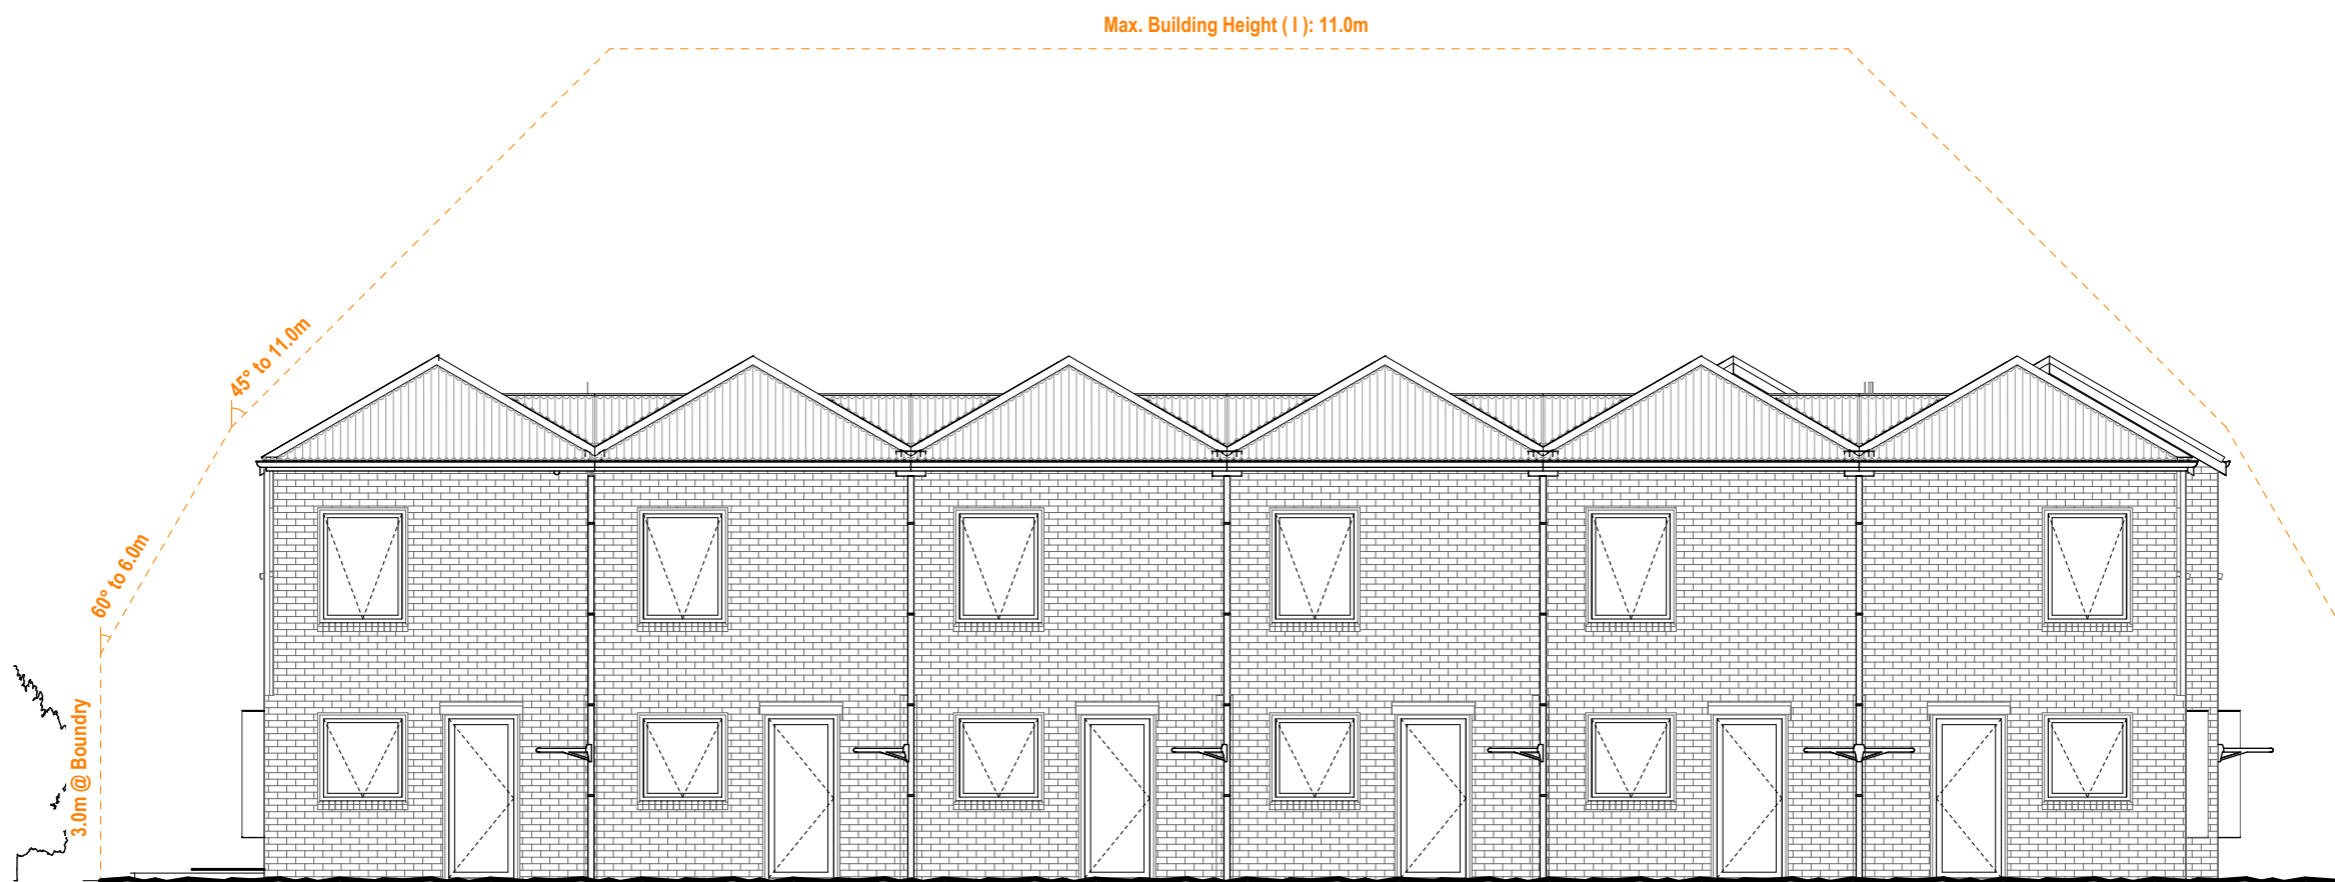 Max. Building Height ( I ): 11.0m
45° to 11.0m
60° to 6.0m
3.0m @ Boundry